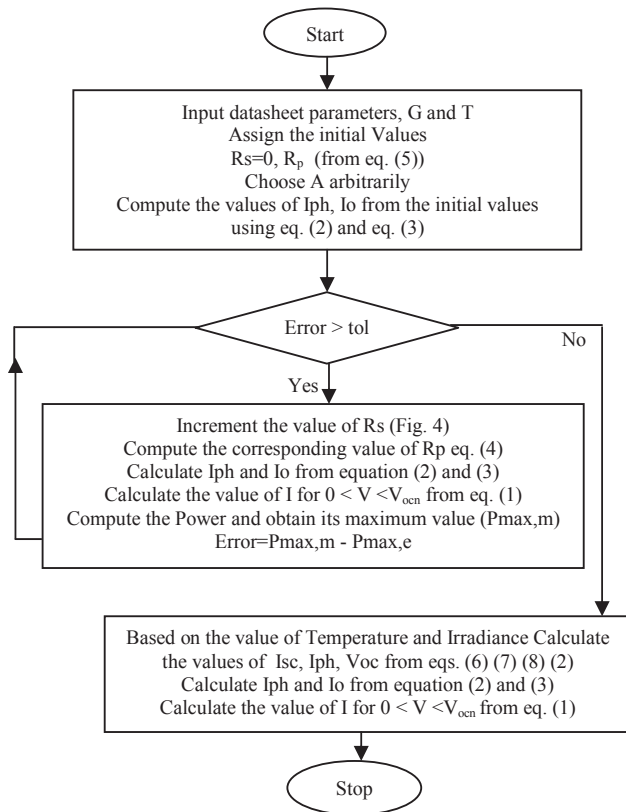 Start
Input datasheet parameters, G and T
Assign the initial Values
Rs=0, Rp (from eq. (5))
Choose A arbitrarily
Compute the values of Iph, Io from the initial values
using eq. (2) and eq. (3)
Error > tol
No
Yes
Increment the value of Rs (Fig. 4)
Compute the corresponding value of Rp eq. (4)
Calculate Iph and Io from equation (2) and (3)
Calculate the value of I for 0 < V <Vocn from eq. (1)
Compute the Power and obtain its maximum value (Pmax,m)
Error=Pmax,m - Pmax,e
Based on the value of Temperature and Irradiance Calculate
the values of Isc, Iph, Voc from eqs. (6) (7) (8) (2)
Calculate Iph and Io from equation (2) and (3)
Calculate the value of I for 0 < V <Vocn from eq. (1)
Stop